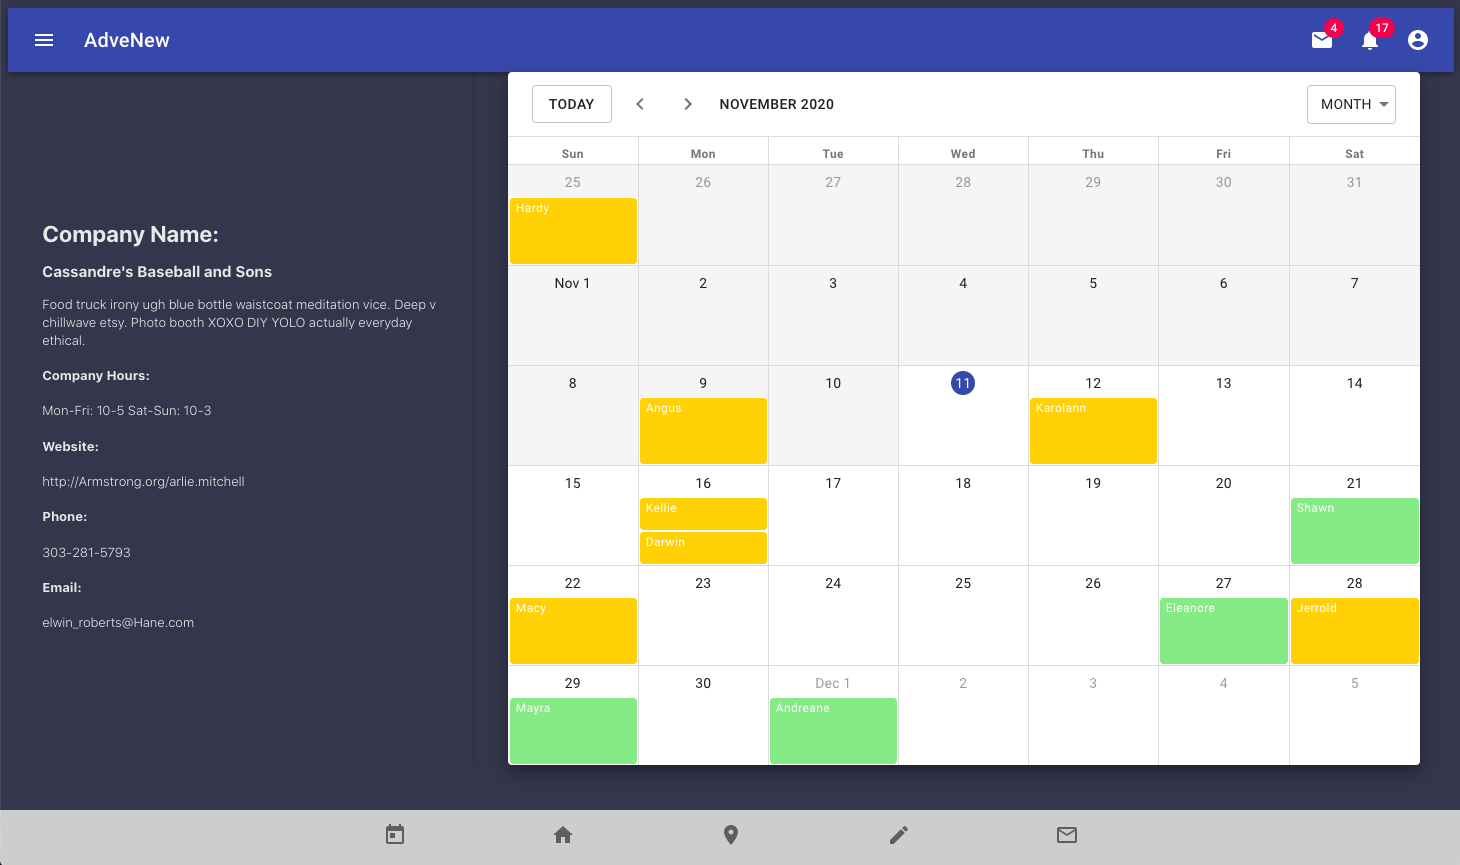 AdveNew
4
17
TODAY
NOVEMBER 2020
MONTH
Sun Mon Tue Wed Thu Fri Sat
25 26 27 28 29 30 31
Hardy
Nov 1 2 3 4 5 6 7
8 9 10 11 12 13 14
Angus Karolann
15 16 17 18 19 20 21
Kellie Shawn
Darwin
22 23 24 25 26 27 28
Macy Eleanore Jerrold
29 30 Dec 1 2 3 4 5
Mayra Andreane
Company Name:
Cassandre's Baseball and Sons
Food truck irony ugh blue bottle waistcoat meditation vice. Deep v
chillwave etsy. Photo booth XOXO DIY YOLO actually everyday
ethical.
Company Hours:
Mon-Fri: 10-5 Sat-Sun: 10-3
Website:
http://Armstrong.org/arlie.mitchell
Phone:
303-281-5793
Email:
elwin_roberts@Hane.com